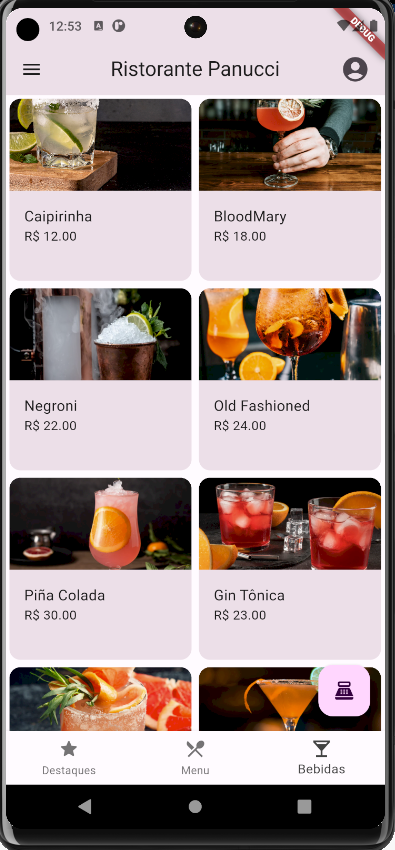 12:53
DEBUG
Ristorante Panucci
Caipirinha
R$ 12.00
BloodMary
R$ 18.00
Negroni
R$ 22.00
Old Fashioned
R$ 24.00
Piña Colada
R$ 30.00
Gin Tônica
R$ 23.00
Destaques
Menu
Bebidas